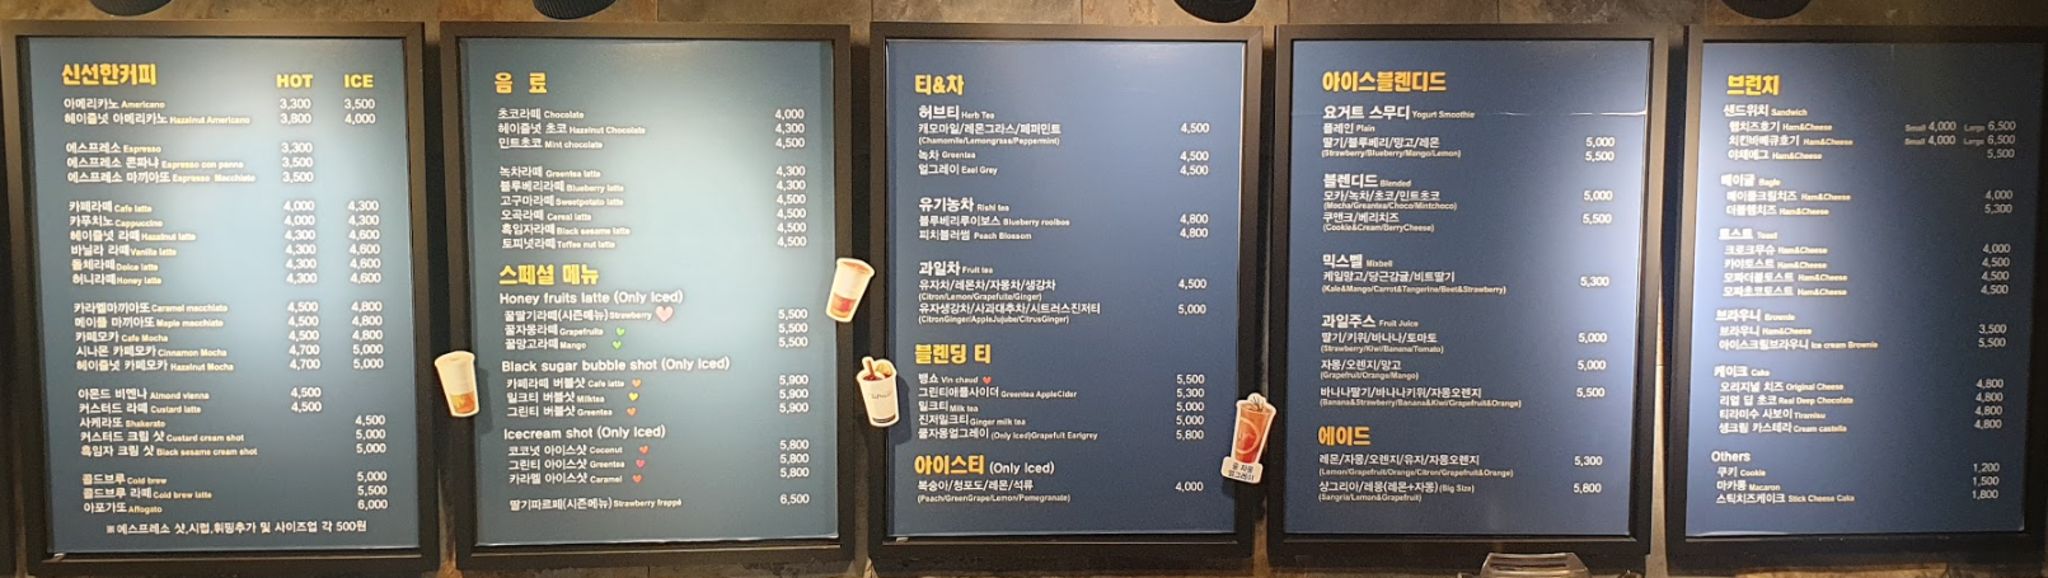 신선한커피 HOT ICE
아메리카노 Americano 3,300 3,500
헤이즐넛 아메리카노 Hazelnut Americano 3,800 4,000
에스프레소 Espresso 3,300
에스프레소 콘파냐 Espresso con panna 3,500
에스프레소 마끼아또 Espresso Macchiato 3,500
카페라떼 Cafe latte 4,000 4,300
카푸치노 Cappuccino 4,000 4,300
헤이즐넛 라떼 Hazelnut latte 4,300 4,600
바닐라 라떼 Vanilla latte 4,300 4,600
돌체라떼 Dolce latte 4,300 4,600
허니라떼 Honey latte 4,300 4,600
카라멜마끼아또 Caramel macchiato 4,500 4,800
메이플 마끼아또 Maple macchiato 4,500 4,800
카페모카 Cafe Mocha 4,500 4,800
시나몬 카페모카 Cinnamon Mocha 4,700 5,000
헤이즐넛 카페모카 Hazelnut Mocha 4,700 5,000
아몬드 비엔나 Almond vienna 4,500
커스터드 라떼 Custard latte 4,500
사케라또 Shakerato 4,500
커스터드 크림 샷 Custard cream shot 5,000
흑임자 크림 샷 Black sesame cream shot 5,000
콜드브루 Cold brew 5,000
콜드브루 라떼 Cold brew latte 5,500
아포가토 Affogato 6,000
※에스프레소 샷,시럽,휘핑추가 및 사이즈업 각 500원
음 료
초코라떼 Chocolate 4,000
헤이즐넛 초코 Hazelnut Chocolate 4,300
민트초코 Mint chocolate 4,500
녹차라떼 Greentea latte 4,300
블루베리라떼 Blueberry latte 4,300
고구마라떼 Sweetpotato latte 4,500
오곡라떼 Cereal latte 4,500
흑임자라떼 Black sesame latte 4,500
토피넛라떼 Toffee nut latte 4,500
스페셜 메뉴
Honey fruits latte (Only Iced)
꿀딸기라떼(시즌메뉴) Strawberry 5,500
꿀자몽라떼 Grapefruite 5,500
꿀망고라떼 Mango 5,500
Black sugar bubble shot (Only Iced)
카페라떼 버블샷 Cafe latte 5,900
밀크티 버블샷 Milktea 5,900
그린티 버블샷 Greentea 5,900
Icecream shot (Only Iced)
코코넛 아이스샷 Coconut 5,800
그린티 아이스샷 Greentea 5,800
카라멜 아이스샷 Caramel 5,800
딸기파르페(시즌메뉴) Strawberry frappé 6,500
티&차
허브티 Herb Tea
캐모마일/레몬그라스/페퍼민트 4,500
(Chamomile/Lemongrass/Peppermint)
녹차 Greentea 4,500
얼그레이 Eael Grey 4,500
유기농차 Rishi tea
블루베리루이보스 Blueberry rooibos 4,800
피치블러썸 Peach Blossom 4,800
과일차 Fruit tea
유자차/레몬차/자몽차/생강차 4,500
(Citron/Lemon/Grapefuite/Ginger)
유자생강차/사과대추차/시트러스진저티 5,000
(CitronGinger/AppleJujube/CitrusGinger)
블렌딩 티
뱅쇼 Vin chaud 5,500
그린티애플사이더 Greentea AppleCider 5,300
밀크티 Milk tea 5,000
진저밀크티 Ginger milk tea 5,000
꿀자몽얼그레이 (Only Iced)Grapefuit Earlgrey 5,800
아이스티 (Only Iced)
복숭아/청포도/레몬/석류 4,000
(Peach/GreenGrape/Lemon/Pomegranate)
꿀 자몽
얼그레이
아이스블렌디드
요거트 스무디 Yogurt Smoothie
플레인 Plain 5,000
딸기/블루베리/망고/레몬 5,500
(Strawberry/Blueberry/Mango/Lemon)
블렌디드 Blended
모카/녹차/초코/민트초코 5,000
(Mocha/Greentea/Choco/Mintchoco)
쿠앤크/베리치즈 5,500
(Cookie&Cream/BerryCheese)
믹스벨 Mixbell
케일망고/당근감귤/비트딸기 5,300
(Kale&Mango/Carrot&Tangerine/Beet&Strawberry)
과일주스 Fruit Juice
딸기/키위/바나나/토마토 5,000
(Strawberry/Kiwi/Banana/Tomato)
자몽/오렌지/망고 5,000
(Grapefruit/Orange/Mango)
바나나딸기/바나나키위/자몽오렌지 5,500
(Banana&Strawberry/Banana&Kiwi/Grapefruit&Orange)
에이드
레몬/자몽/오렌지/유자/자몽오렌지 5,300
(Lemon/Grapefruit/Orange/Citron/Grapefruit&Orange)
상그리아/레몽(레몬+자몽) (Big Size) 5,800
(Sangria/Lemon&Grapefruit)
브런치
샌드위치 Sandwich
햄치즈호기 Ham&Cheese Small 4,000 Large 6,500
치킨바베큐호기 Ham&Cheese Small 4,000 Large 6,500
야채에그 Ham&Cheese 5,500
베이글 Bagle
메이플크림치즈 Ham&Cheese 4,000
더블햄치즈 Ham&Cheese 5,300
토스트 Toast
크로크무슈 Ham&Cheese 4,000
카야토스트 Ham&Cheese 4,500
모짜더블토스트 Ham&Cheese 4,500
모짜초코토스트 Ham&Cheese 4,500
브라우니 Brownie
브라우니 Ham&Cheese 3,500
아이스크림브라우니 Ice cream Brownie 5,500
케이크 Cake
오리지널 치즈 Original Cheese 4,800
리얼 딥 초코 Real Deep Chocolate 4,800
티라미수 사보이 Tiramisu 4,800
생크림 카스테라 Cream castella 4,800
Others
쿠키 Cookie 1,200
마카롱 Macaron 1,500
스틱치즈케이크 Stick Cheese Cake 1,800